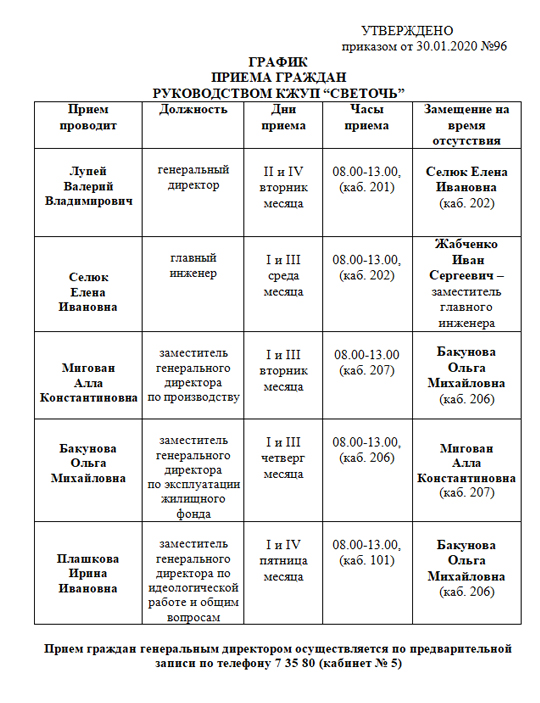 УТВЕРЖДЕНО
приказом от 30.01.2020 №96
ГРАФИК
ПРИЕМА ГРАЖДАН
РУКОВОДСТВОМ КЖУП “СВЕТОЧЬ”
Прием
проводит
Должность
Дни
приема
Часы
приема
Замещение на
время
отсутствия
Лупей
Валерий
Владимирович
генеральный
директор
II и IV
вторник
месяца
08.00-13.00,
(каб. 201)
Селюк Елена
Ивановна
(каб. 202)
Селюк
Елена
Ивановна
главный
инженер
I и III
среда
месяца
08.00-13.00,
(каб. 202)
Жабченко
Иван
Сергеевич –
заместитель
главного
инженера
Мигован
Алла
Константиновна
заместитель
генерального
директора
по производству
I и III
вторник
месяца
08.00-13.00
(каб. 207)
Бакунова
Ольга
Михайловна
(каб. 206)
Бакунова
Ольга
Михайловна
заместитель
генерального
директора
по эксплуатации
жилищного
фонда
I и III
четверг
месяца
08.00-13.00,
(каб. 206)
Мигован
Алла
Константиновна
(каб. 207)
Плашкова
Ирина
Ивановна
заместитель
генерального
директора по
идеологической
работе и общим
вопросам
I и IV
пятница
месяца
08.00-13.00,
(каб. 101)
Бакунова
Ольга
Михайловна
(каб. 206)
Прием граждан генеральным директором осуществляется по предварительной
записи по телефону 7 35 80 (кабинет № 5)